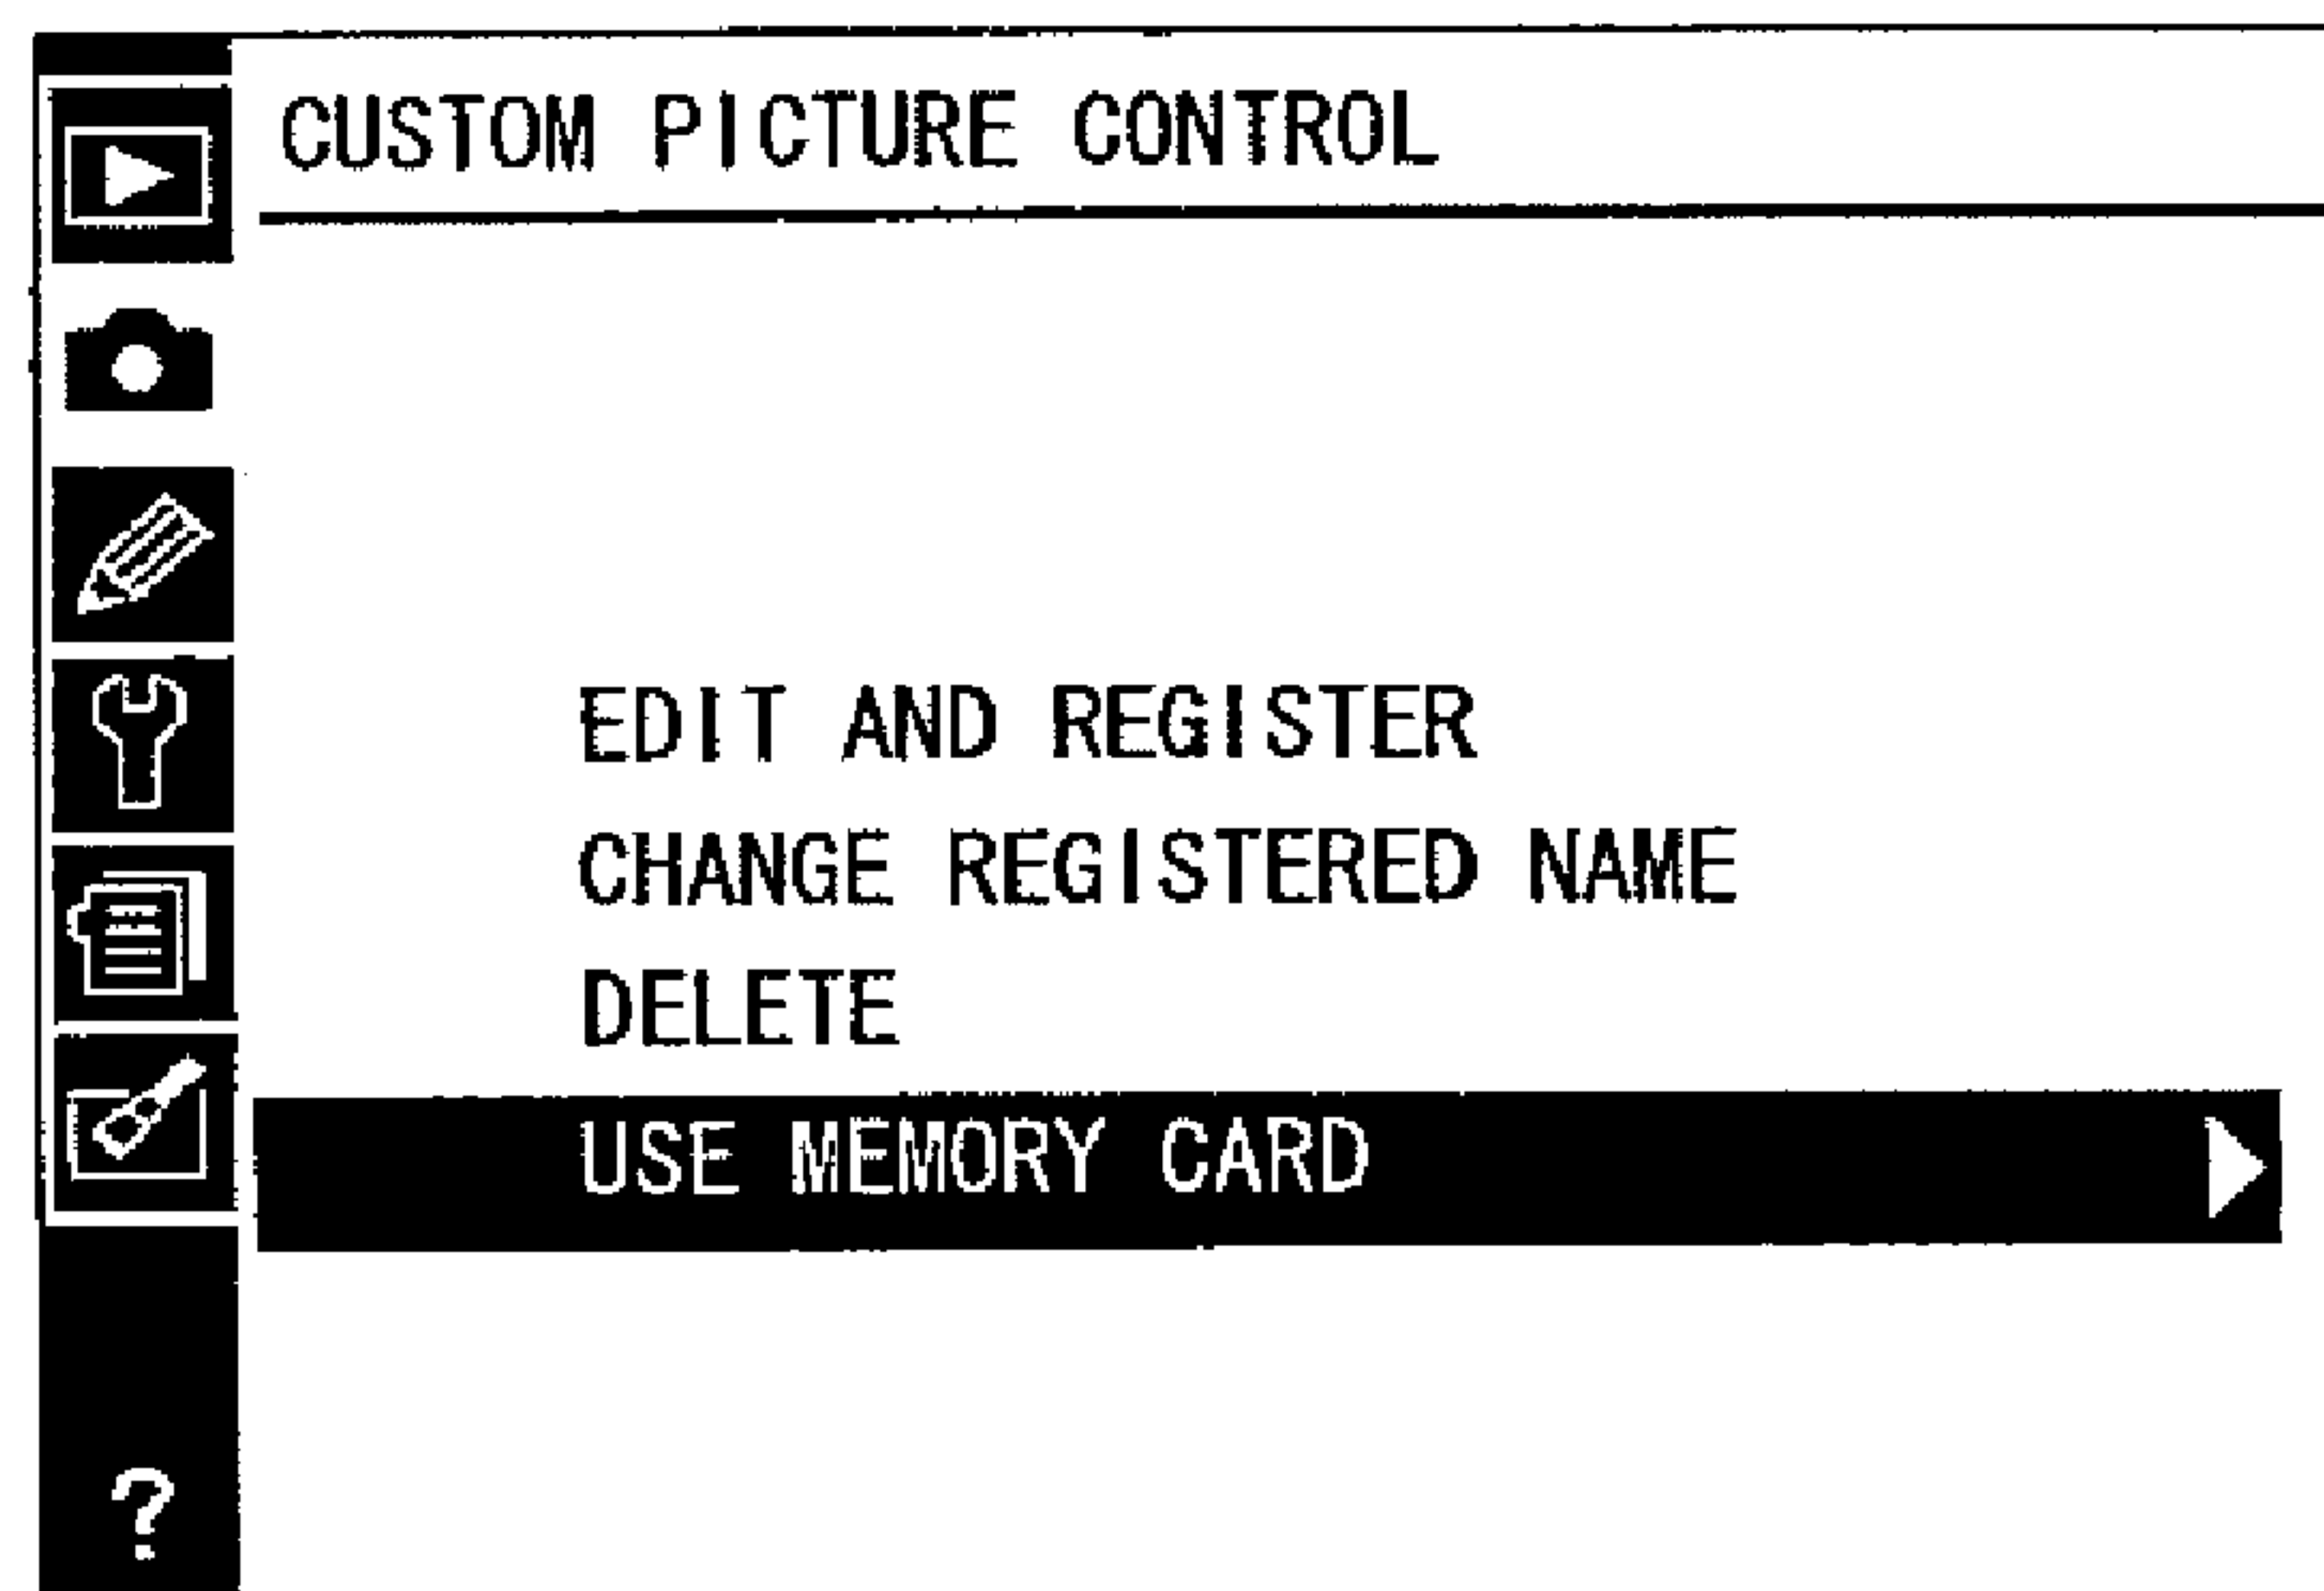 CUSTOM PICTURE CONTROL
EDIT AND REGISTER
CHANGE REGISTERED NAME
DELETE
USE MEMORY CARD
?